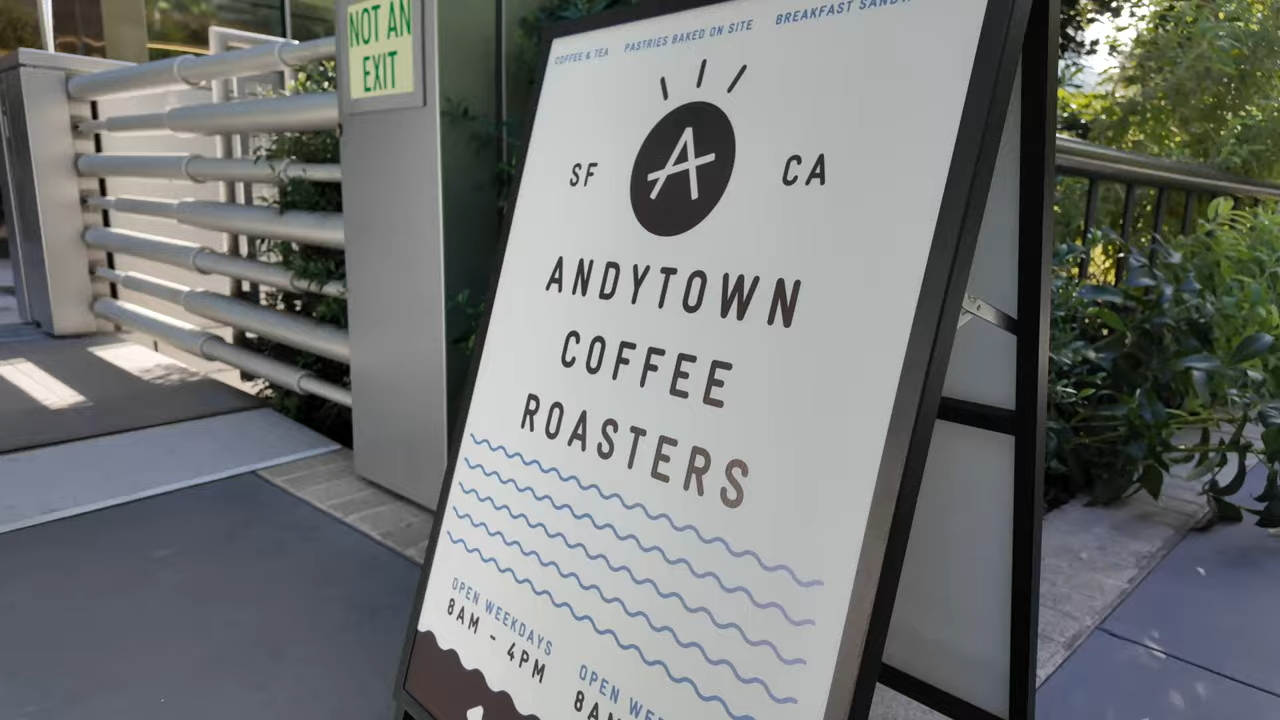 NOT AN
EXIT
COFFEE & TEA PASTRIES BAKED ON SITE BREAKFAST
SF A CA
ANDYTOWN
COFFEE
ROASTERS
OPEN WEEKDAYS
8AM - 4PM
OPEN